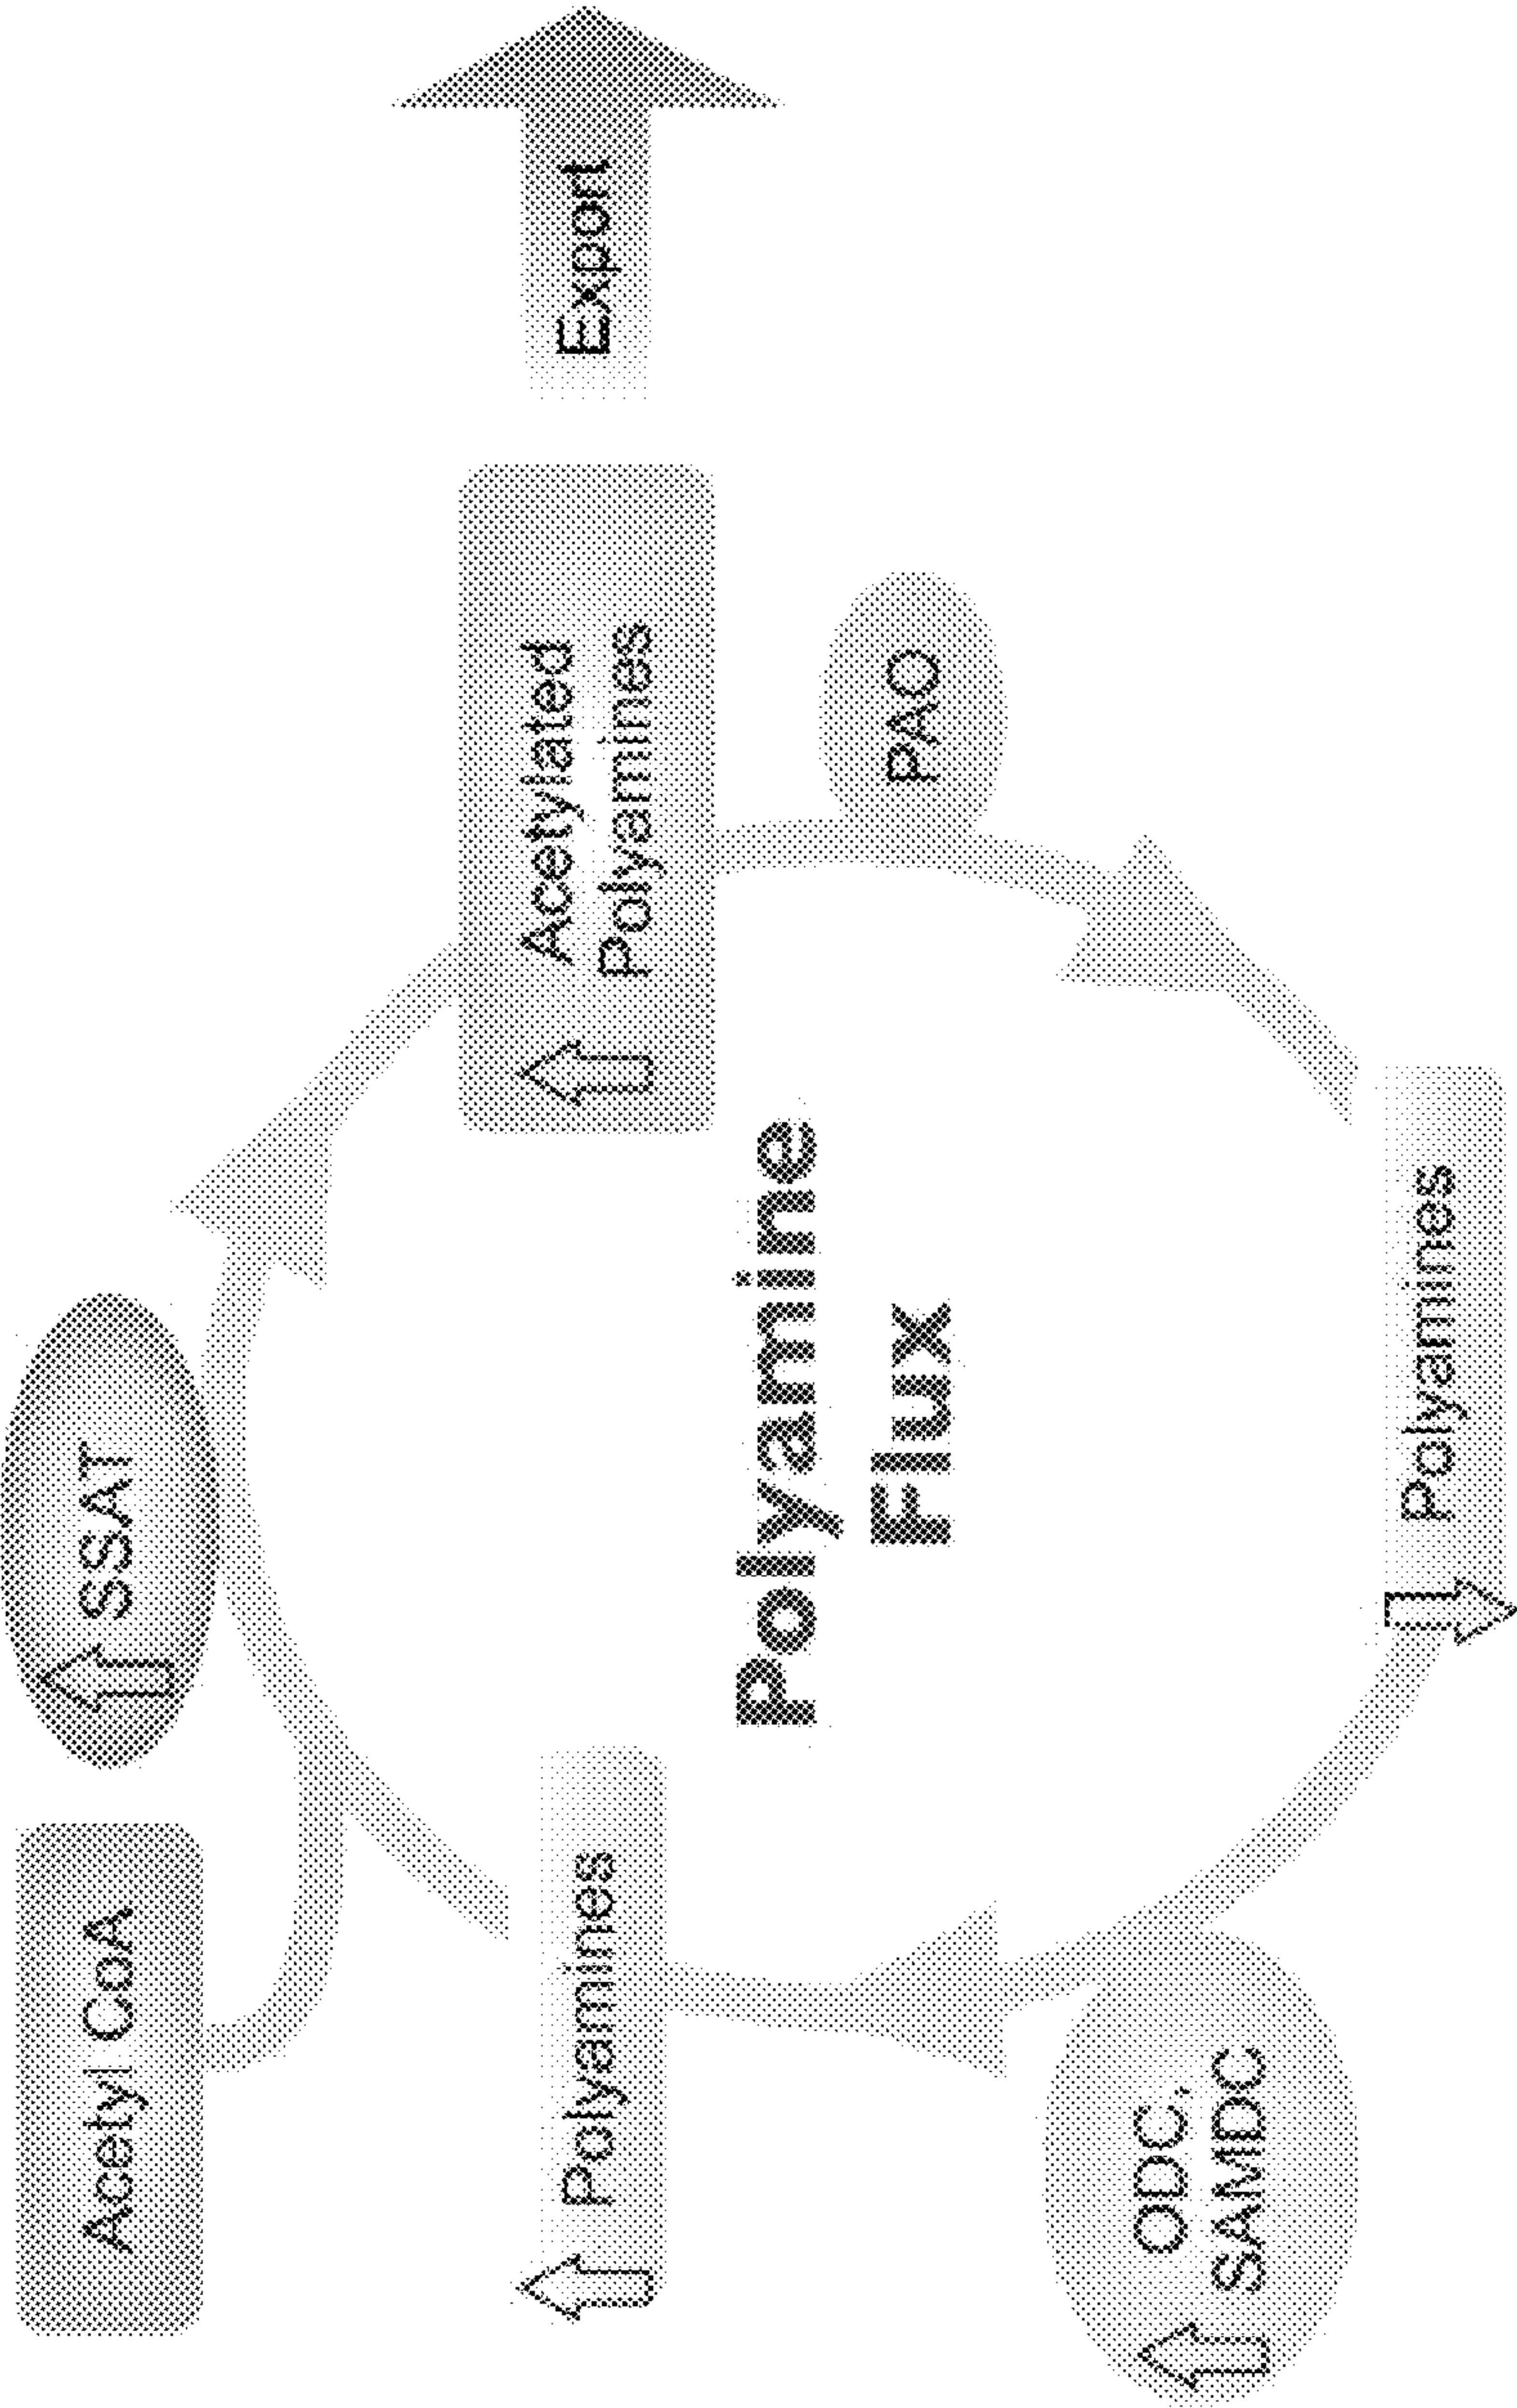 Acetyl CoA
SSAT
Acetylated
Polyamines
Export
Polyamines
Polyamine
Flux
PAO
ODC,
SAMDC
Polyamines